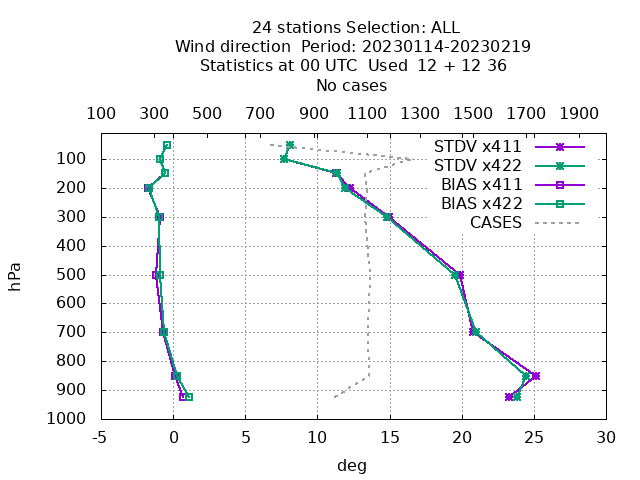 24 stations Selection: ALL
Wind direction  Period: 20230114-20230219
Statistics at 00 UTC  Used  12 + 12 36
No cases
100 300 500 700 900 1100 1300 1500 1700 1900
STDV x411
STDV x422
BIAS x411
BIAS x422
CASES
hPa
100
200
300
400
500
600
700
800
900
1000
-5 0 5 10 15 20 25 30
deg